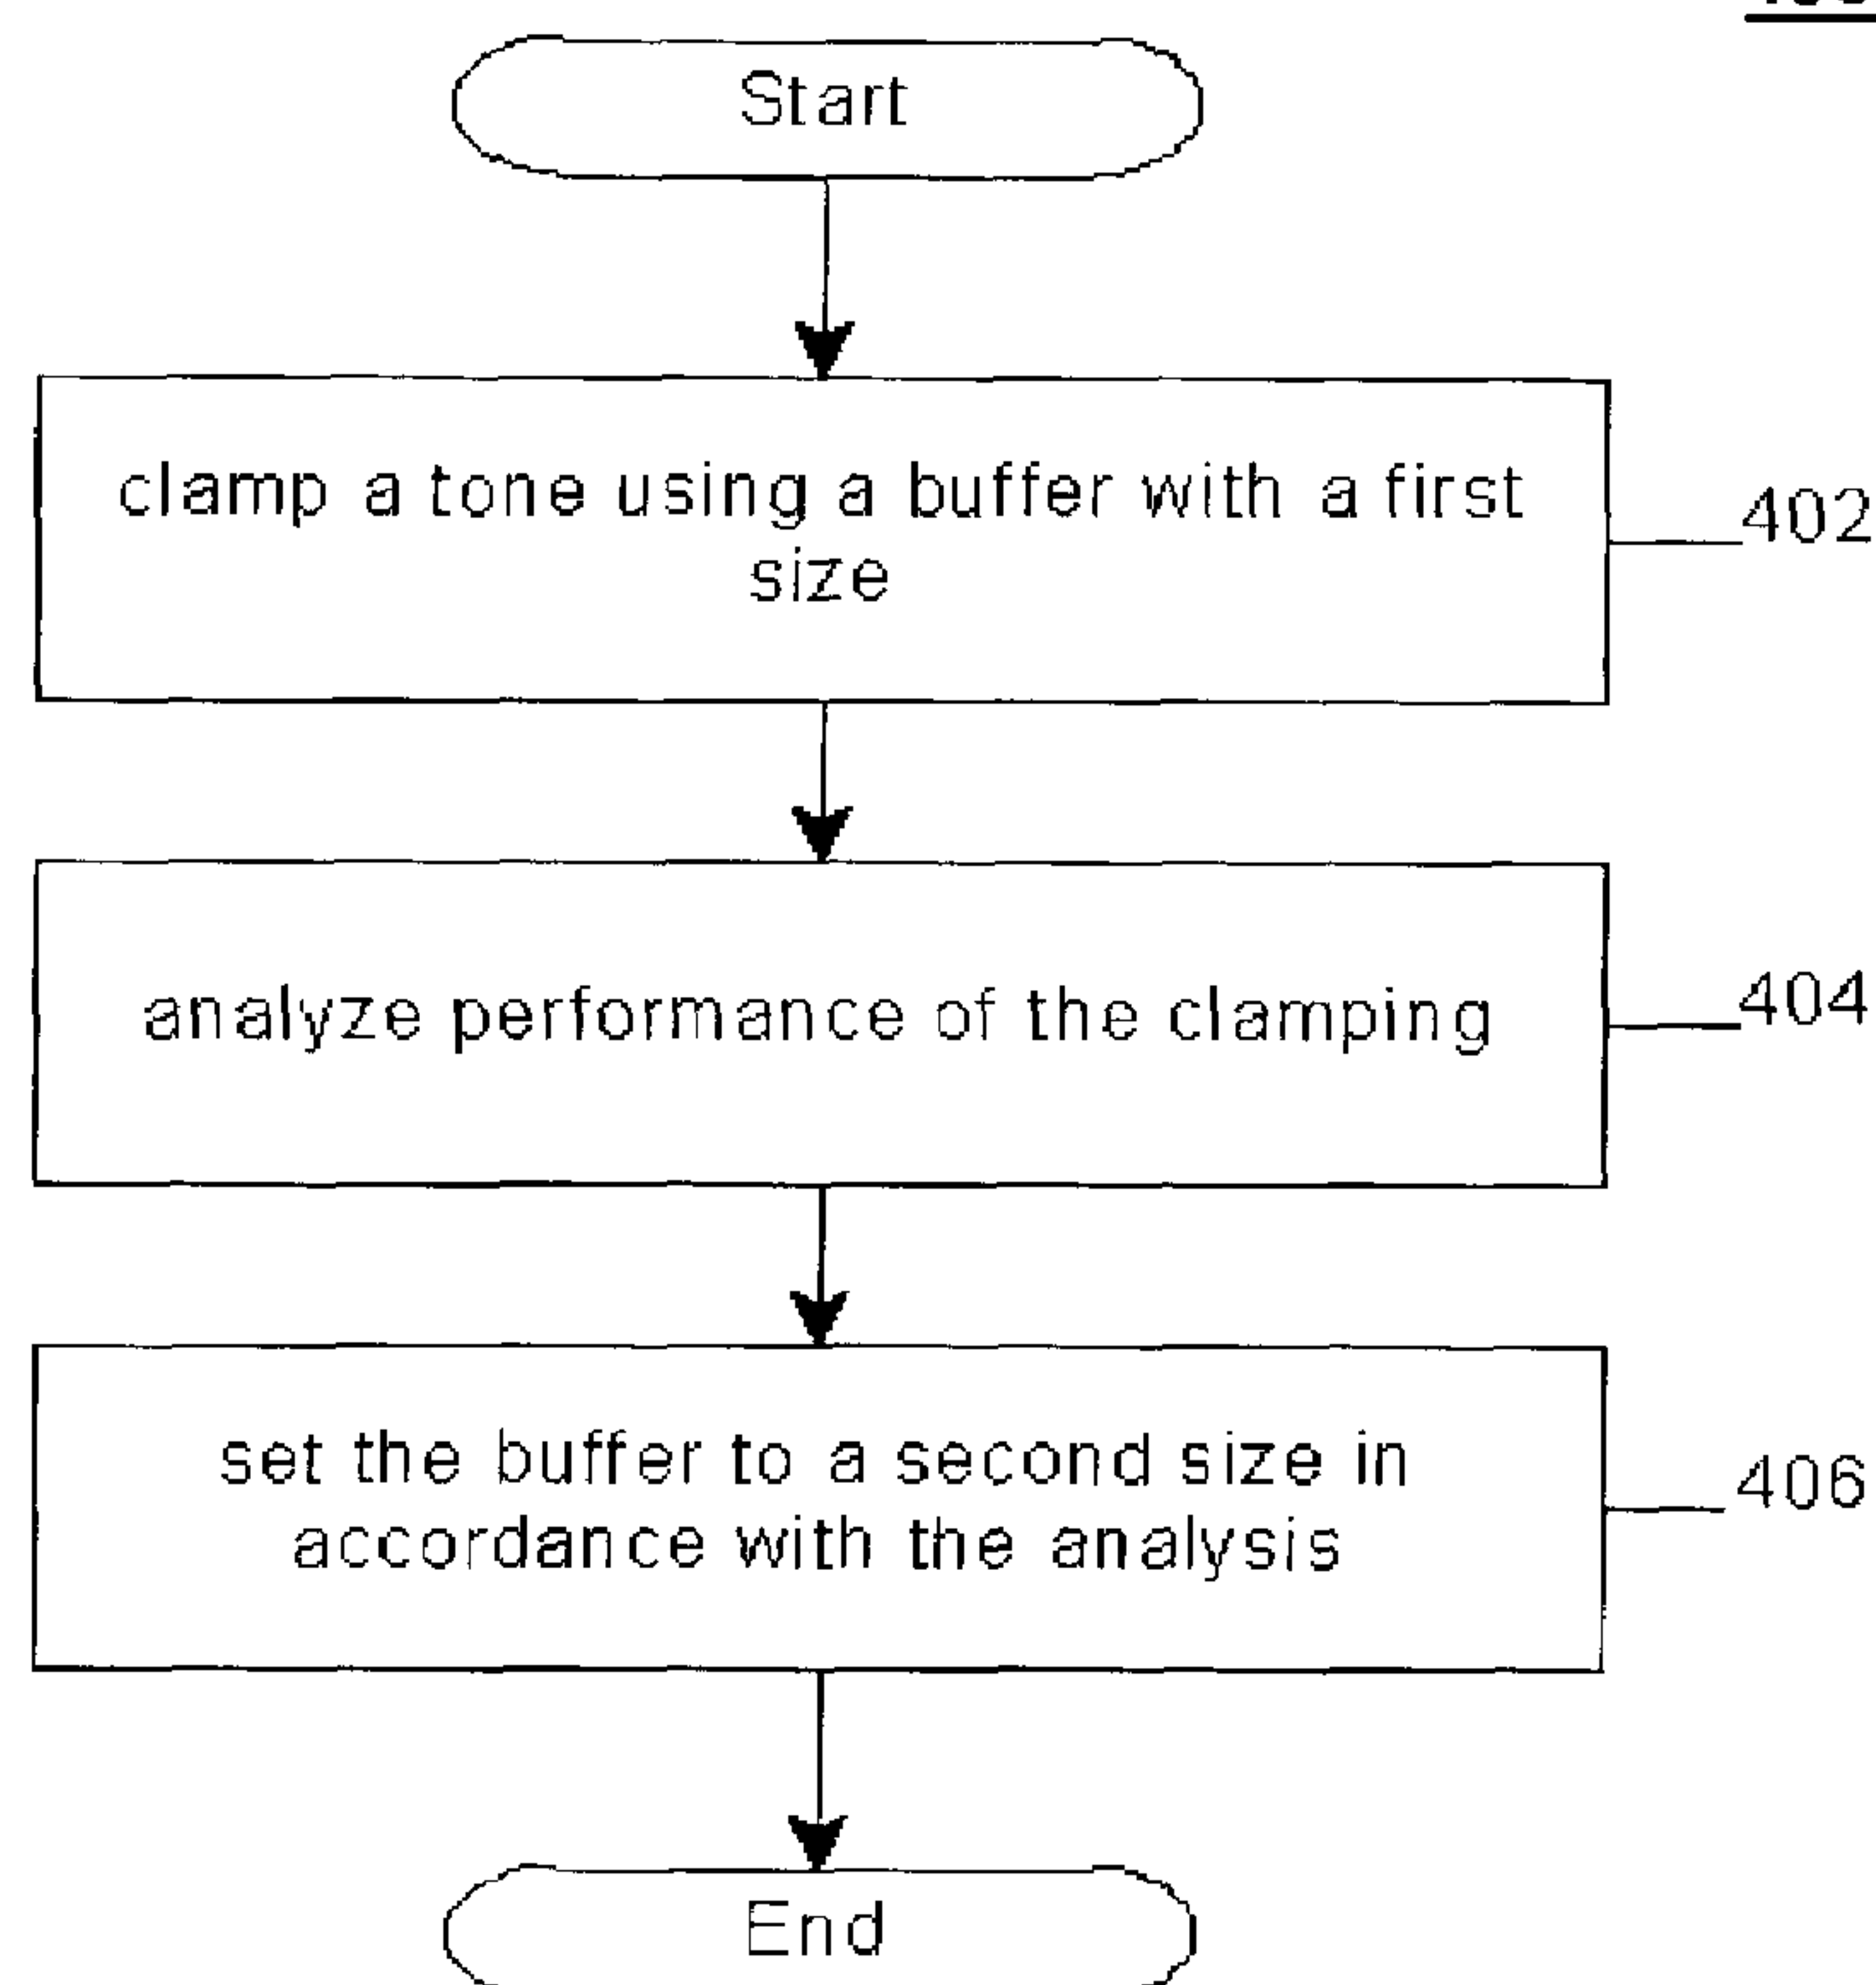 Start
clamp a tone using a buffer with a first
size
402
analyze performance of the clamping
404
set the buffer to a second size in
accordance with the analysis
406
End